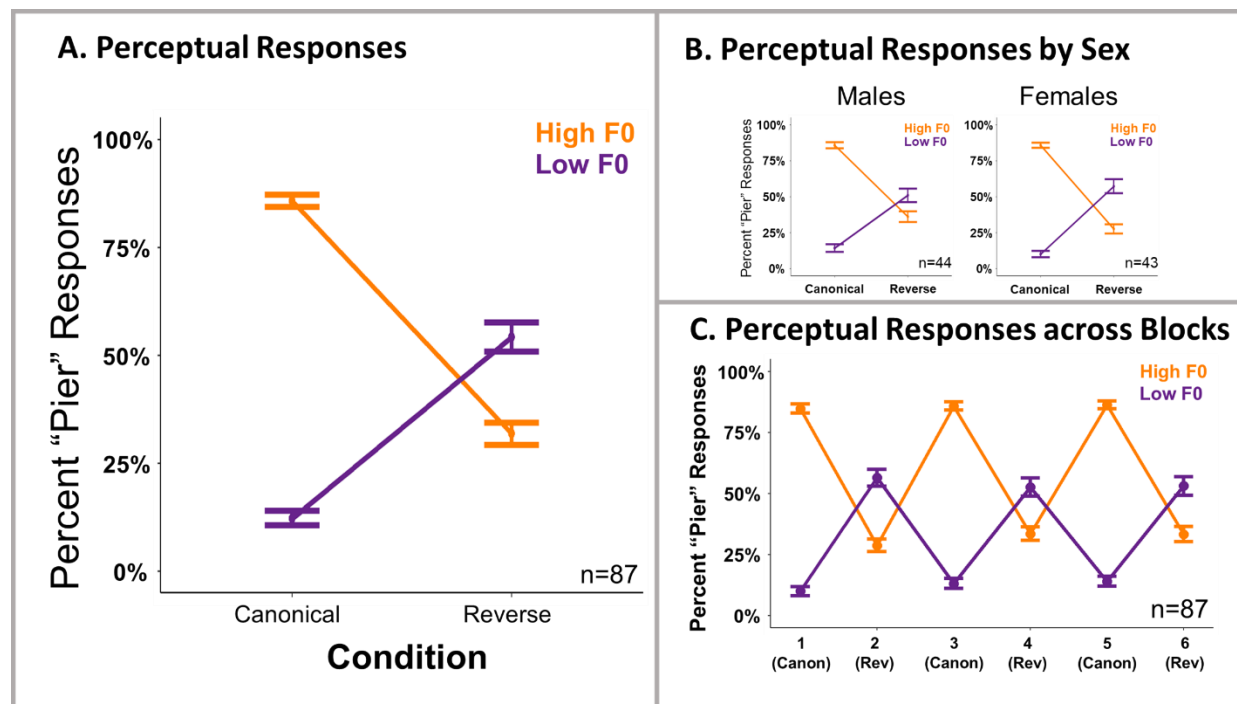 A. Perceptual Responses
High F0
Low F0
Percent “Pier” Responses
100%
75%
50%
25%
0%
n=87
Canonical Reverse
Condition
B. Perceptual Responses by Sex
Males Females
Percent “Pier” Responses
100%
75%
50%
25%
0%
High F0
Low F0
n=44
Canonical Reverse
100%
75%
50%
25%
0%
High F0
Low F0
n=43
Canonical Reverse
C. Perceptual Responses across Blocks
Percent “Pier” Responses
100%
75%
50%
25%
0%
High F0
Low F0
n=87
1 2 3 4 5 6
(Canon) (Rev) (Canon) (Rev) (Canon) (Rev)